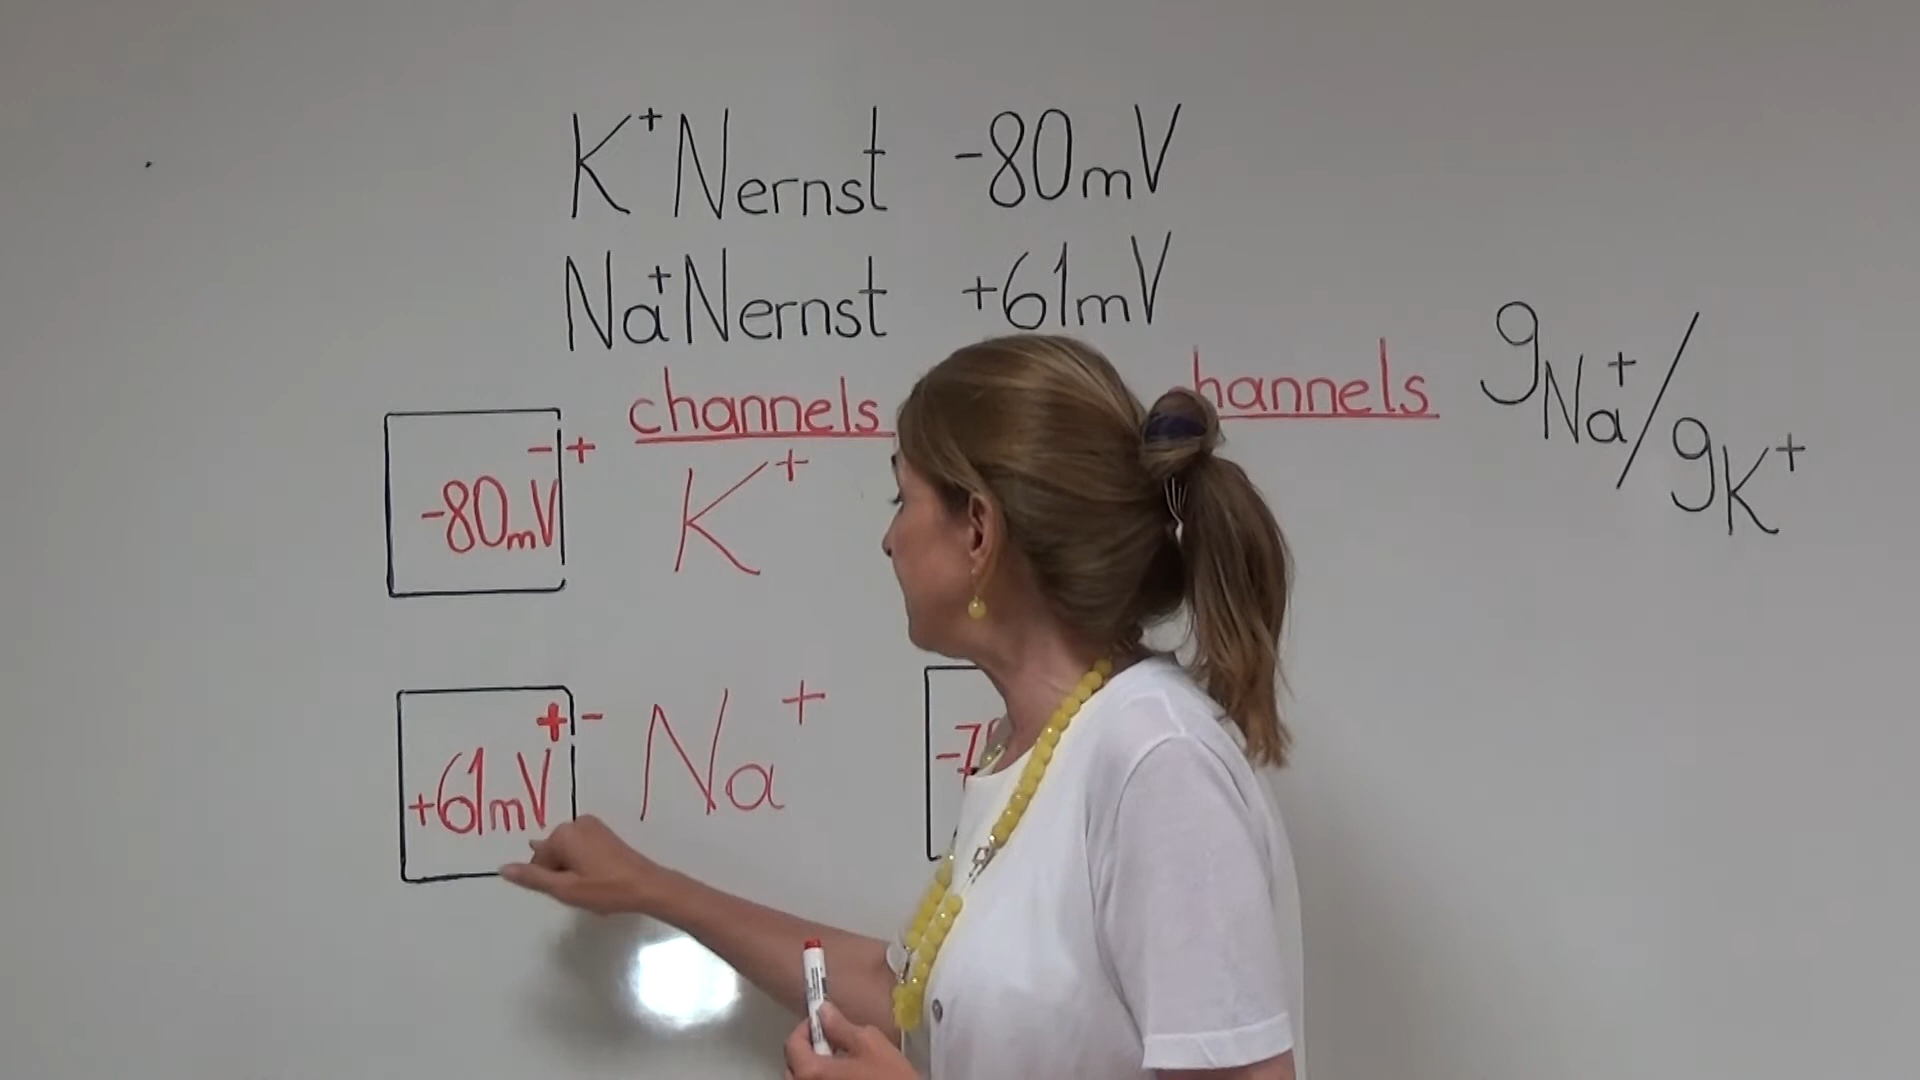 K⁺ Nernst -80mV
Na⁺ Nernst +61mV
channels
hannels
gNa⁺/gK⁺
- +
-80mV
K⁺
+ -
+61mV
Na⁺